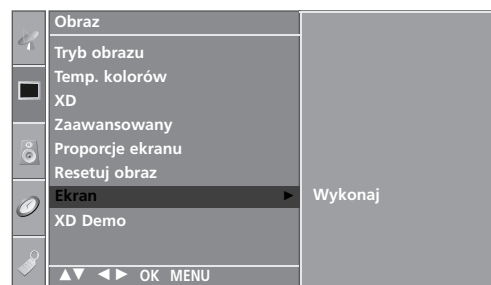 Obraz
Tryb obrazu
Temp. kolorów
XD
Zaawansowany
Proporcje ekranu
Resetuj obraz
Ekran ► Wykonaj
XD Demo
▲▼ ◄► OK MENU